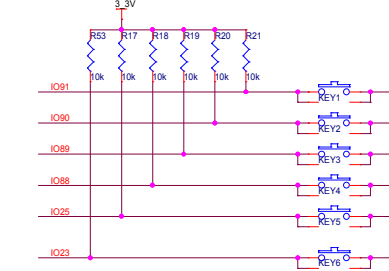 3_3V
R53 R17 R18 R19 R20 R21
10k 10k 10k 10k 10k 10k
IO91 KEY1
IO90 KEY2
IO89 KEY3
IO88 KEY4
IO25 KEY5
IO23 KEY6